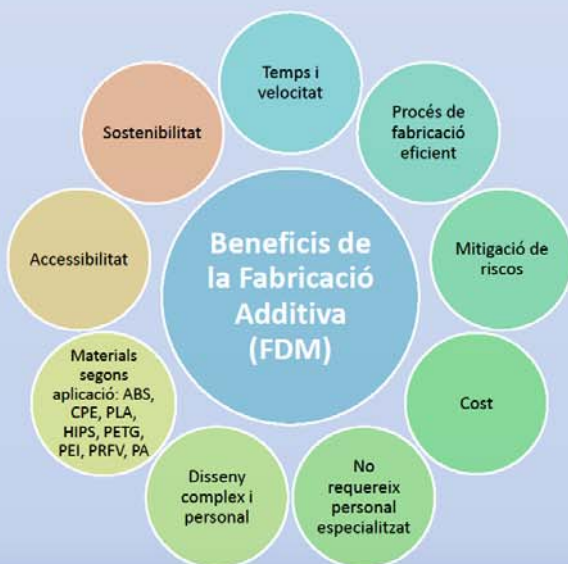 Beneficis de
la Fabricació
Additiva
(FDM)
Temps i
velocitat
Procés de
fabricació
eficient
Mitigació de
riscos
Cost
No
requereix
personal
especialitzat
Disseny
complex i
personal
Materials
segons
aplicació: ABS,
CPE, PLA,
HIPS, PETG,
PEI, PRFV, PA
Accessibilitat
Sostenibilitat